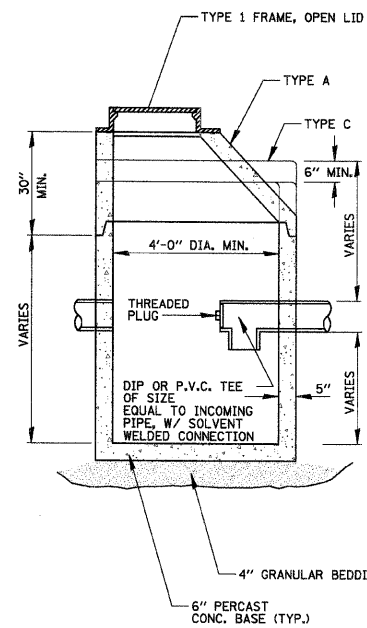 TYPE 1 FRAME, OPEN LID
TYPE A
TYPE C
6" MIN.
30"
MIN.
VARIES
4'-0" DIA. MIN.
VARIES
THREADED
PLUG
DIP OR P.V.C. TEE
OF SIZE
EQUAL TO INCOMING
PIPE, W/ SOLVENT
WELDED CONNECTION
5"
VARIES
4" GRANULAR BEDDI
6" PERCAST
CONC. BASE (TYP.)